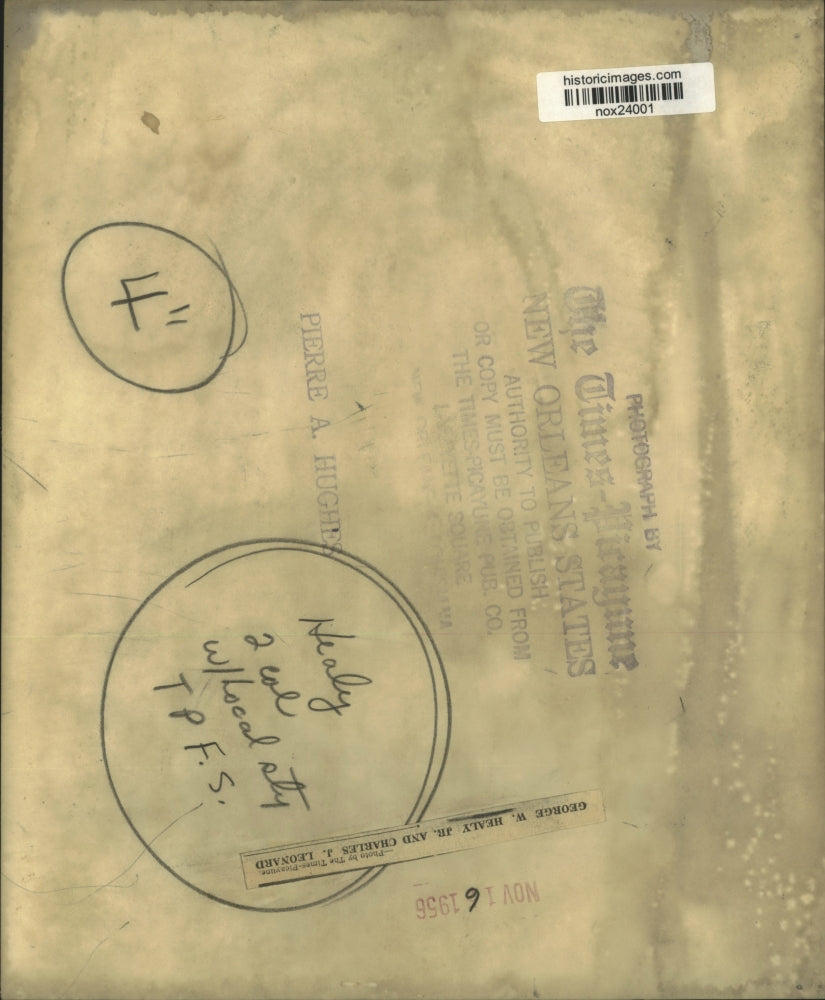 historicimages.com
nox24001
PHOTOGRAPH BY
The Times-Picayune
NEW ORLEANS STATES
AUTHORITY TO PUBLISH
OR COPY MUST BE OBTAINED FROM
THE TIMES-PICAYUNE PUB. CO.
LAFAYETTE SQUARE
PIERRE A. HUGHES
4"
Healy
2 col
w/Local sty
T P F.S.
GEORGE W. HEALY JR. AND CHARLES J. LEONARD
—Photo by The Times-Picayune.
NOV 16 1956